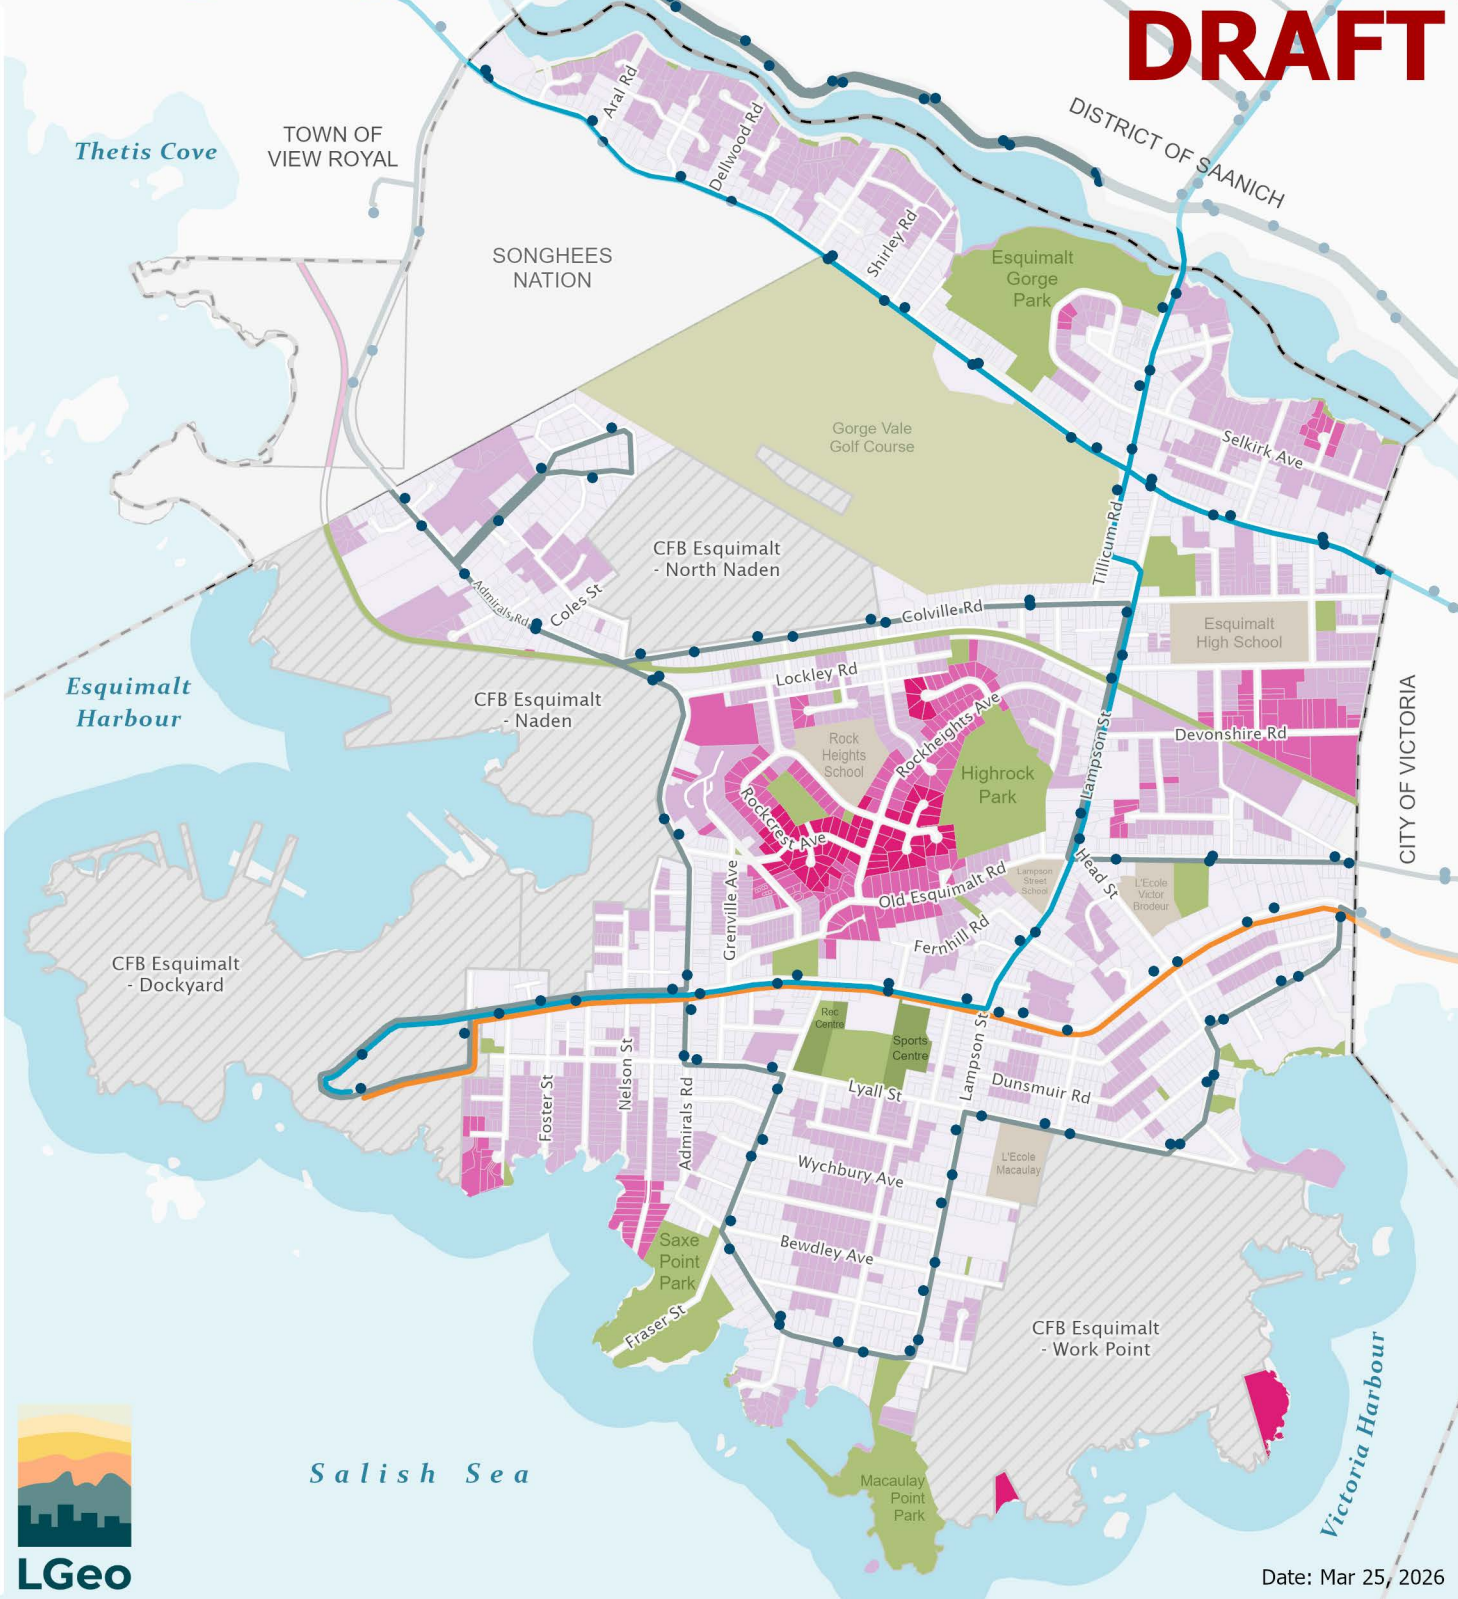 DRAFT
DISTRICT OF SAANICH
TOWN OF
VIEW ROYAL
Thetis Cove
Aral Rd
Dellwood Rd
Shirley Rd
SONGHEES
NATION
Esquimalt
Gorge
Park
Gorge Vale
Golf Course
Selkirk Ave
Tillicum Rd
CFB Esquimalt
- North Naden
Admirals Rd
Coles St
Colville Rd
Esquimalt
High School
Lockley Rd
Esquimalt
Harbour
CFB Esquimalt
- Naden
Rockheights Ave
Rock
Heights
School
Highrock
Park
Lampson St
Devonshire Rd
CITY OF VICTORIA
Rockcrest Ave
Grenville Ave
Old Esquimalt Rd
Lampson
Street
School
Head St
L'Ecole
Victor
Brodeur
Fernhill Rd
CFB Esquimalt
- Dockyard
Rec
Centre
Sports
Centre
Lampson St
Nelson St
Foster St
Admirals Rd
Lyall St
Dunsmuir Rd
Wychbury Ave
L'Ecole
Macaulay
Bewdley Ave
Saxe
Point
Park
Fraser St
CFB Esquimalt
- Work Point
Victoria Harbour
Salish Sea
Macaulay
Point
Park
LGeo
Date: Mar 25, 2026